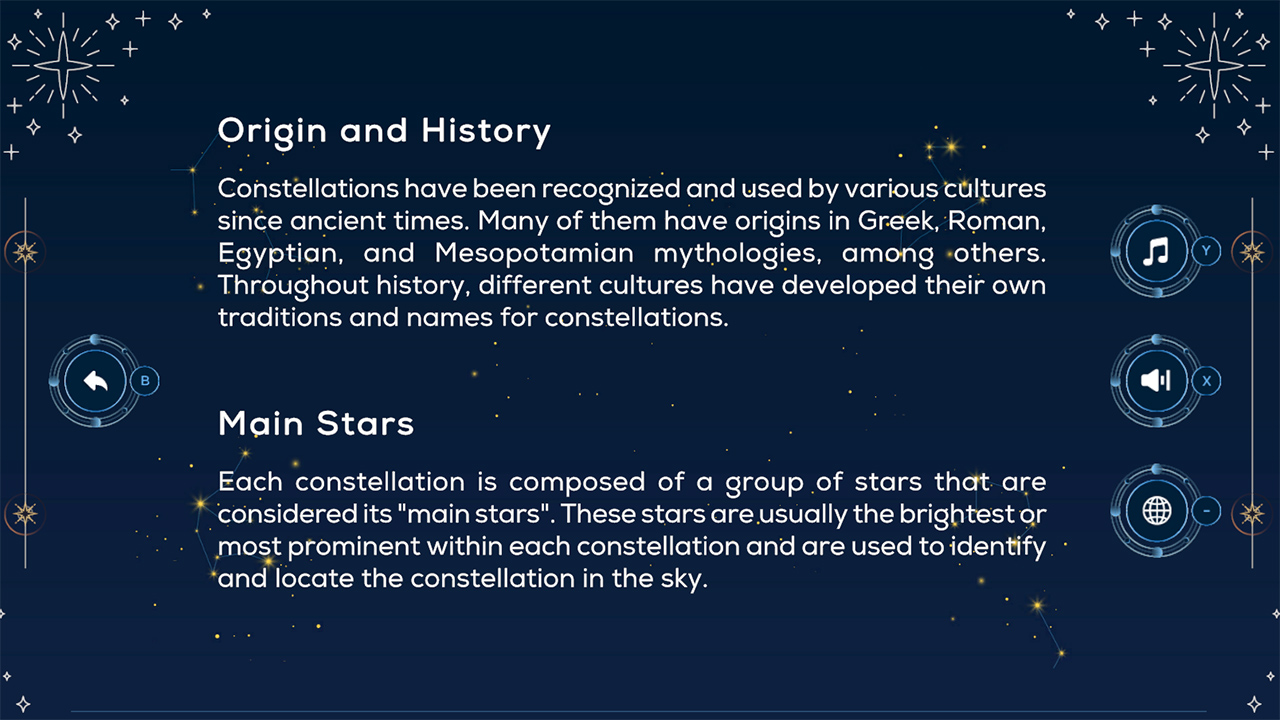 Origin and History
Constellations have been recognized and used by various cultures
since ancient times. Many of them have origins in Greek, Roman,
Egyptian, and Mesopotamian mythologies, among others.
Throughout history, different cultures have developed their own
traditions and names for constellations.
Y
B
X
Main Stars
Each constellation is composed of a group of stars that are
considered its "main stars". These stars are usually the brightest or
most prominent within each constellation and are used to identify
and locate the constellation in the sky.
-